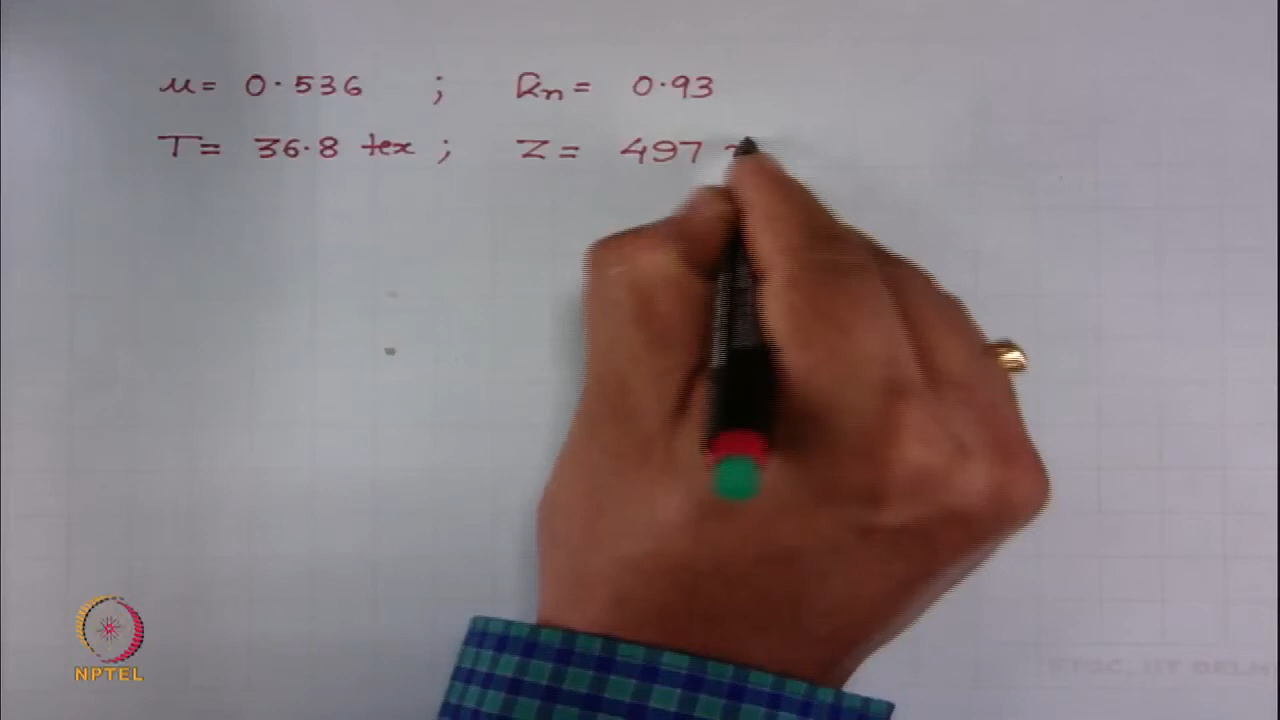 μ = 0.536 ; Rn = 0.93
T = 36.8 tex ; Z = 497
NPTEL